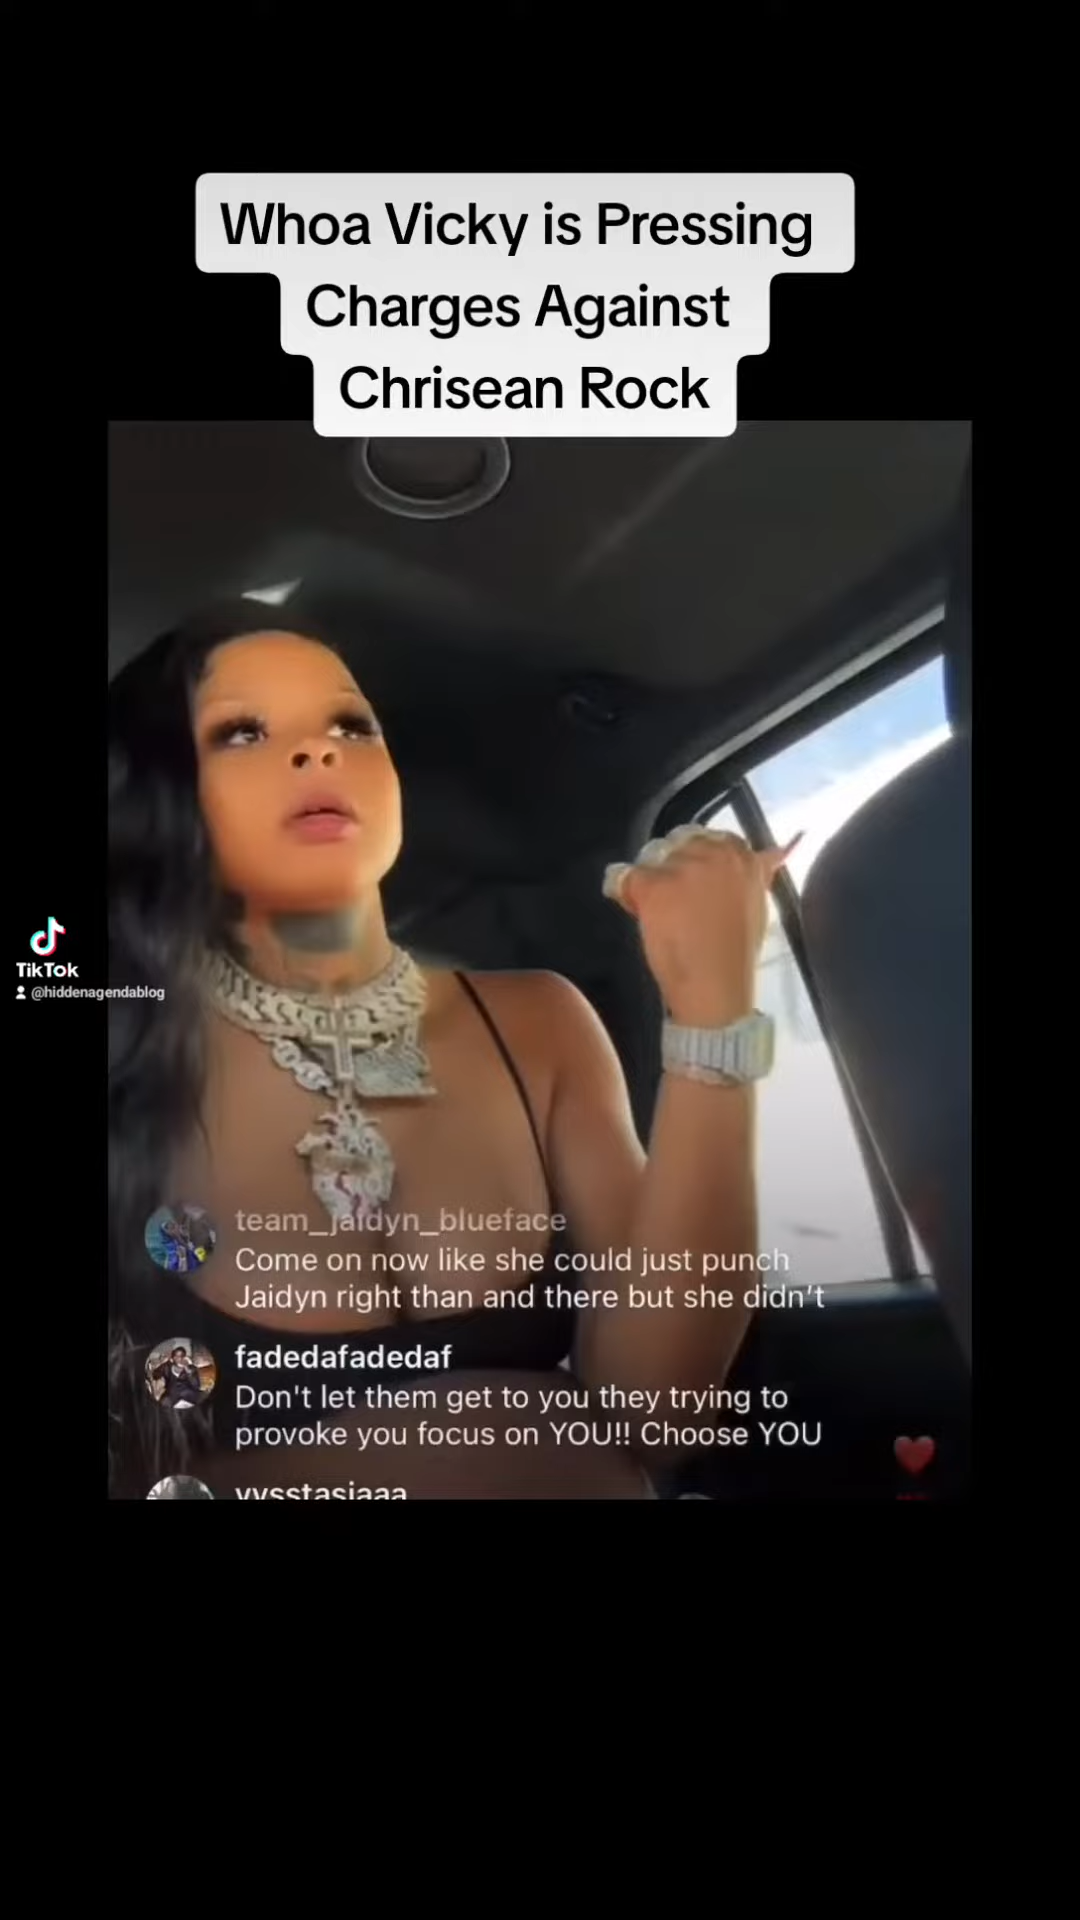 Whoa Vicky is Pressing
Charges Against
Chrisean Rock
TikTok
@hiddenagendablog
team_jaidyn_blueface
Come on now like she could just punch
Jaidyn right than and there but she didn't
fadedafadedaf
Don't let them get to you they trying to
provoke you focus on YOU!! Choose YOU
vvsstasiaaa